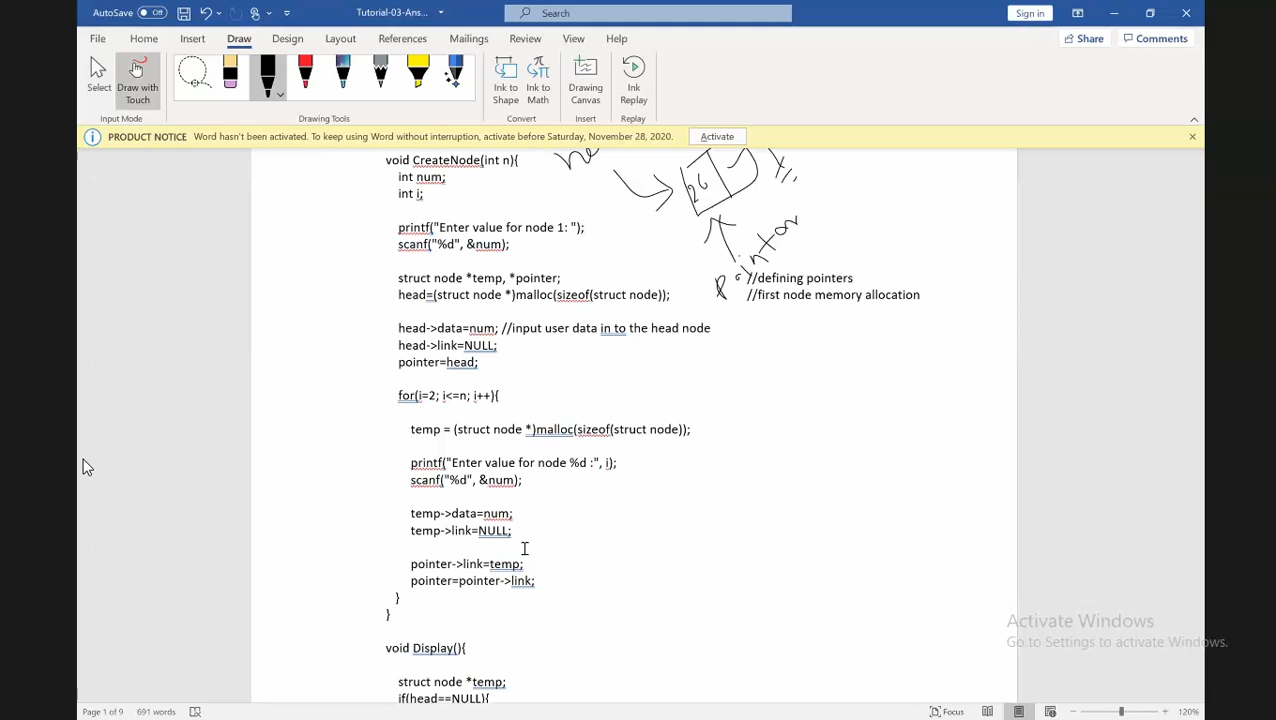 AutoSave Off Tutorial-03-Ans... Search Sign in
File Home Insert Draw Design Layout References Mailings Review View Help Share Comments
Select Draw with Touch Ink to Shape Ink to Math Drawing Canvas Ink Replay
Input Mode Drawing Tools Convert Insert Replay
PRODUCT NOTICE Word hasn't been activated. To keep using Word without interruption, activate before Saturday, November 28, 2020. Activate
void CreateNode(int n){
int num;
int i;
26
printf("Enter value for node 1: ");
scanf("%d", &num);
pointer
struct node *temp, *pointer; //defining pointers
head=(struct node *)malloc(sizeof(struct node)); //first node memory allocation
head->data=num; //input user data in to the head node
head->link=NULL;
pointer=head;
for(i=2; i<=n; i++){
temp = (struct node *)malloc(sizeof(struct node));
printf("Enter value for node %d :", i);
scanf("%d", &num);
temp->data=num;
temp->link=NULL;
pointer->link=temp;
pointer=pointer->link;
}
}
void Display(){
struct node *temp;
if(head==NULL){
Activate Windows
Go to Settings to activate Windows.
Page 1 of 9 691 words Focus 120%